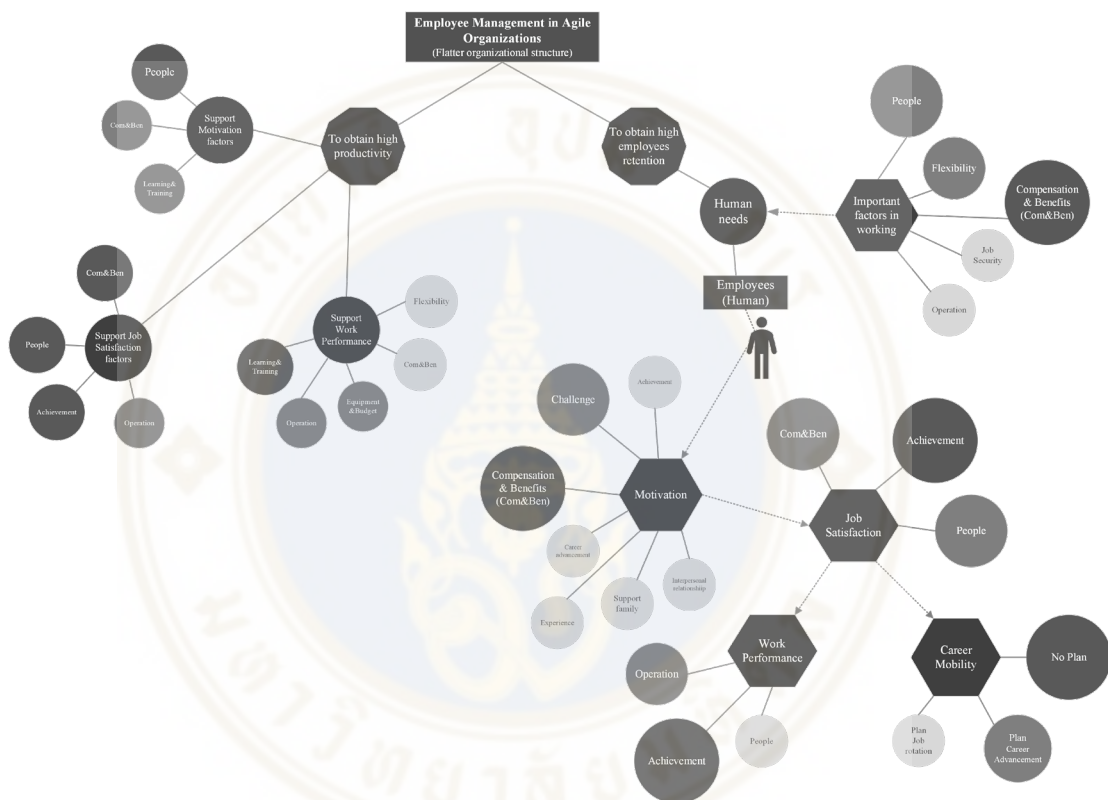 Employee Management in Agile
Organizations
(Flatter organizational structure)
People
Com&Ben
Learning&
Training
Support
Motivation
factors
To obtain high
productivity
To obtain high
employees
retention
Human
needs
Employees
(Human)
People
Flexibility
Compensation
& Benefits
(Com&Ben)
Important
factors in
working
Job
Security
Operation
Com&Ben
People
Support Job
Satisfaction
factors
Achievement
Operation
Support
Work
Performance
Flexibility
Com&Ben
Learning&
Training
Operation
Equipment
&Budget
Challenge
Achievement
Compensation
& Benefits
(Com&Ben)
Motivation
Career
advancement
Experience
Support
family
Interpersonal
relationship
Com&Ben
Achievement
Job
Satisfaction
People
Work
Performance
Operation
Achievement
People
Career
Mobility
No Plan
Plan
Job
rotation
Plan
Career
Advancement